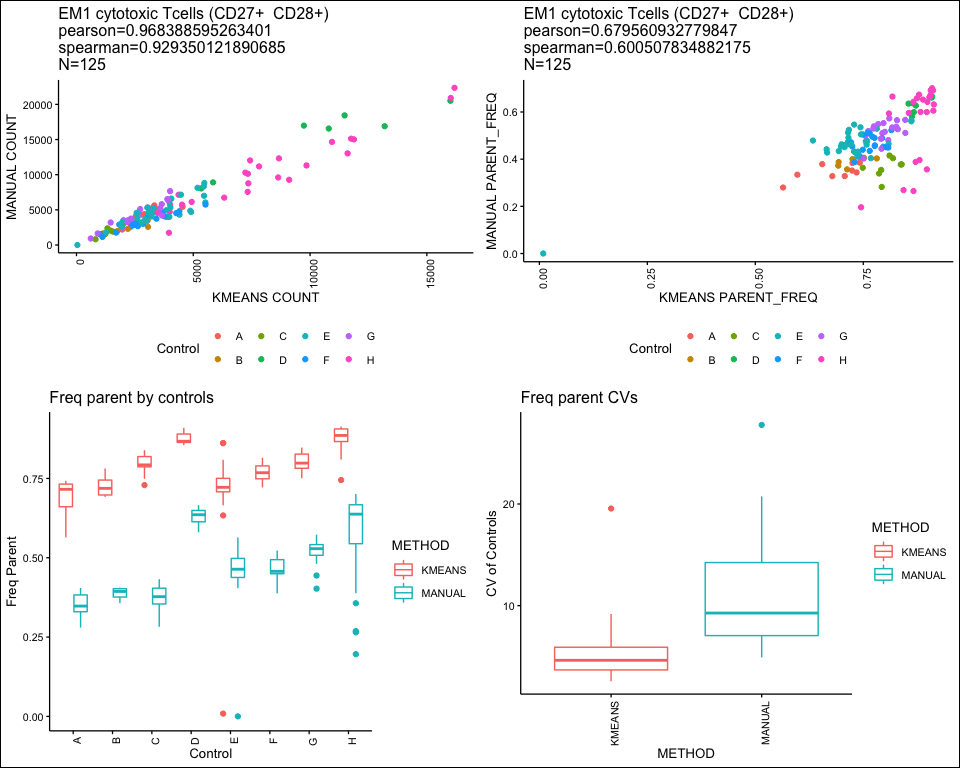 EM1 cytotoxic Tcells (CD27+  CD28+)
pearson=0.968388595263401
spearman=0.929350121890685
N=125
MANUAL COUNT
20000
15000
10000
5000
0
0
5000
10000
15000
KMEANS COUNT
Control
A
C
E
G
B
D
F
H
EM1 cytotoxic Tcells (CD27+  CD28+)
pearson=0.679560932779847
spearman=0.600507834882175
N=125
MANUAL PARENT_FREQ
0.6
0.4
0.2
0.0
0.00
0.25
0.50
0.75
KMEANS PARENT_FREQ
Control
A
C
E
G
B
D
F
H
Freq parent by controls
Freq Parent
0.75
0.50
0.25
0.00
A
B
C
D
E
F
G
H
Control
METHOD
KMEANS
MANUAL
Freq parent CVs
CV of Controls
20
10
KMEANS
MANUAL
METHOD
METHOD
KMEANS
MANUAL